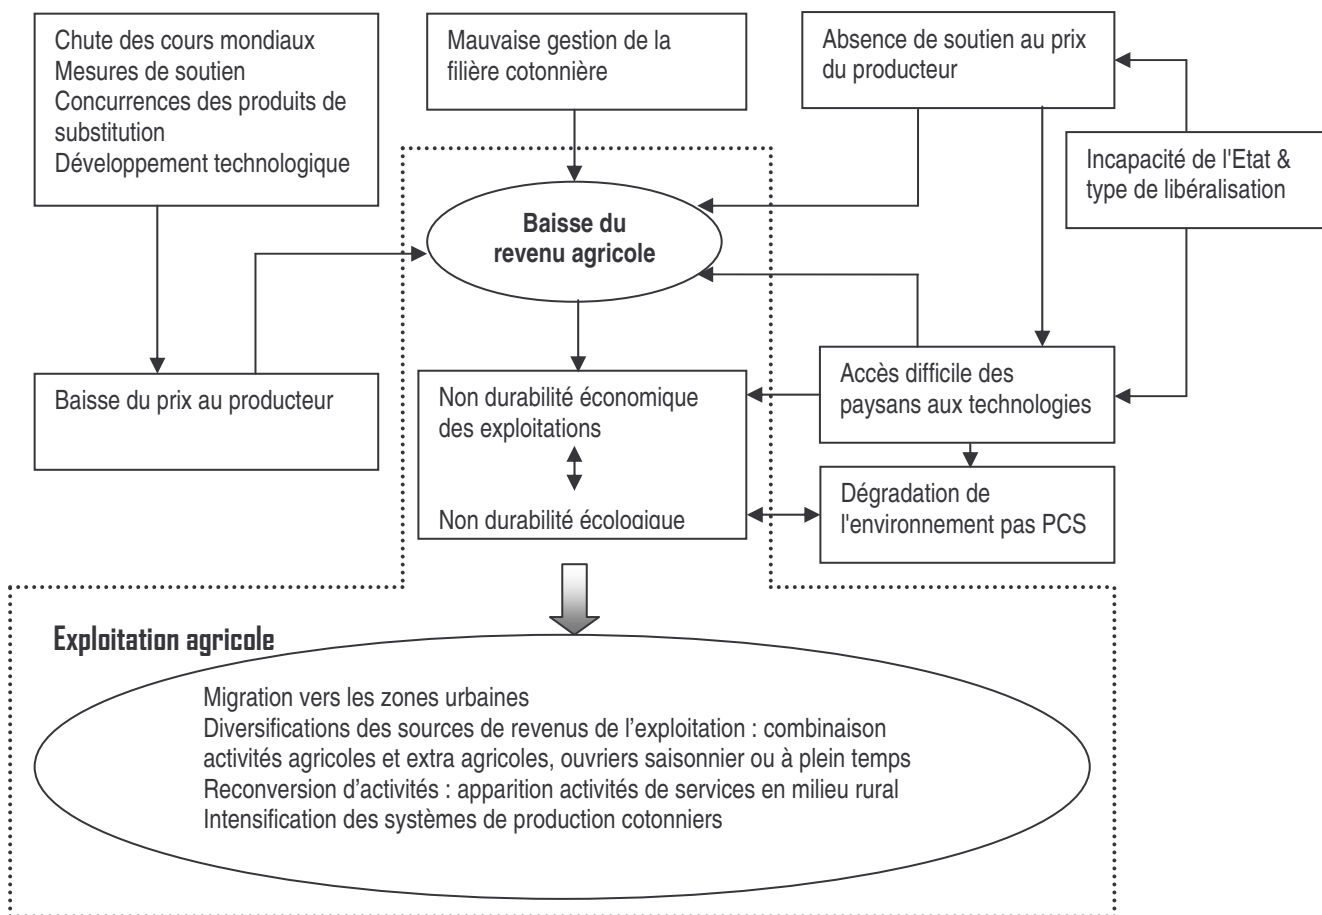 Chute des cours mondiaux
Mesures de soutien
Concurrences des produits de
substitution
Développement technologique
Mauvaise gestion de la
filière cotonnière
Absence de soutien au prix
du producteur
Incapacité de l'Etat &
type de libéralisation
Baisse du
revenu agricole
Baisse du prix au producteur
Non durabilité économique
des exploitations
Non durabilité écologique
Accès difficile des
paysans aux technologies
Dégradation de
l'environnement pas PCS
Exploitation agricole
Migration vers les zones urbaines
Diversifications des sources de revenus de l’exploitation : combinaison
activités agricoles et extra agricoles, ouvriers saisonnier ou à plein temps
Reconversion d’activités : apparition activités de services en milieu rural
Intensification des systèmes de production cotonniers